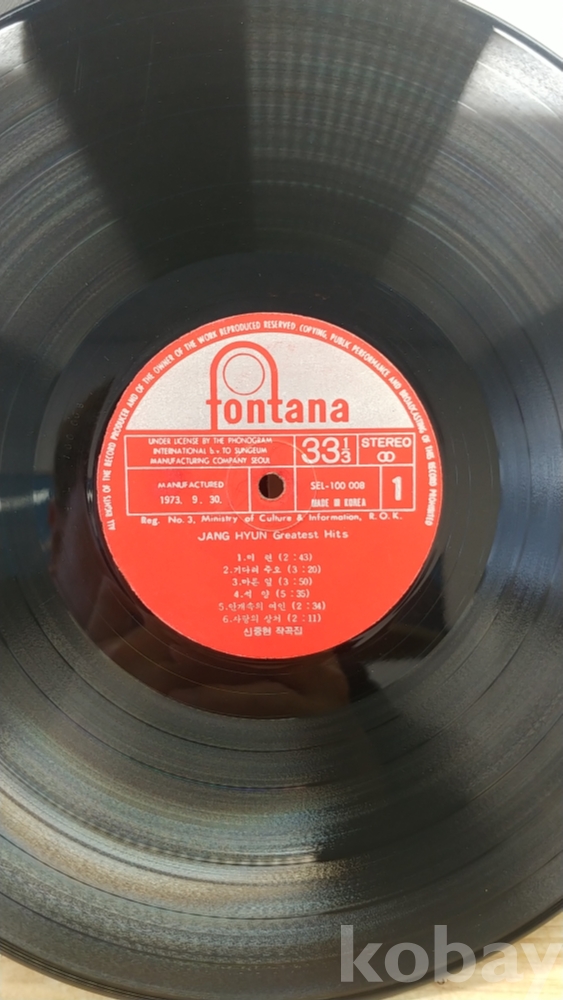 ALL RIGHTS OF THE RECORD PRODUCER AND OF THE OWNER OF THE WORK REPRODUCED RESERVED. COPYING, PUBLIC PERFORMANCE AND BROADCASTING OF THIS RECORD PROHIBITED
fontana
UNDER LICENSE BY THE PHONOGRAM
INTERNATIONAL b.v TO SUNGEUM
MANUFACTURING COMPANY SEOUL
33 1/3
STEREO
MANUFACTURED
1973. 9. 30.
SEL-100 008
MADE IN KOREA
1
Reg. No. 3, Ministry of Culture & Information, R. O. K.
JANG HYUN Greatest Hits
1. 미 련 (2 : 43)
2. 기다려 주오 (3 : 20)
3. 마른 잎 (3 : 50)
4. 석 양 (5 : 35)
5. 안개속의 여인 (2 : 34)
6. 사랑의 상처 (2 : 11)
신중현 작곡집
kobay